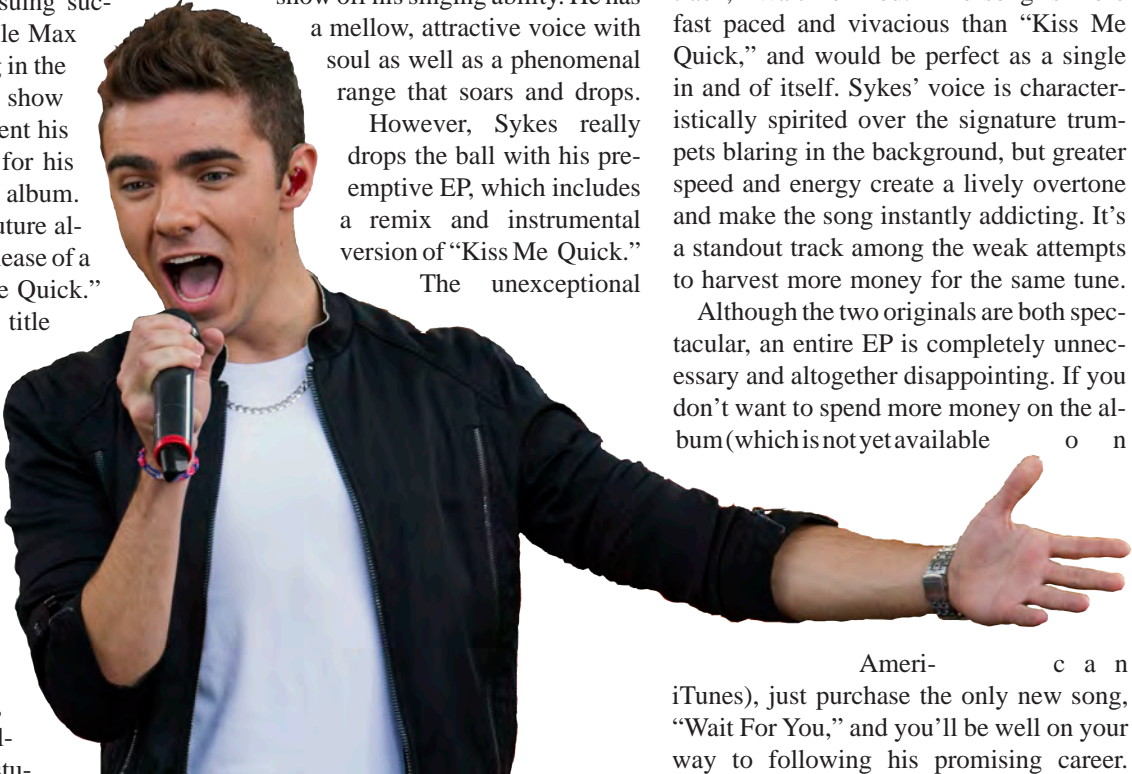 suing suc-
le Max
in the
show
ent his
for his
album.
uture al-
lease of a
e Quick."
title
l-
tu-
show off his singing ability. He has
a mellow, attractive voice with
soul as well as a phenomenal
range that soars and drops.
However, Sykes really
drops the ball with his pre-
emptive EP, which includes
a remix and instrumental
version of “Kiss Me Quick.”
The unexceptional
fast paced and vivacious than “Kiss Me
Quick,” and would be perfect as a single
in and of itself. Sykes’ voice is character-
istically spirited over the signature trum-
pets blaring in the background, but greater
speed and energy create a lively overtone
and make the song instantly addicting. It’s
a standout track among the weak attempts
to harvest more money for the same tune.
Although the two originals are both spec-
tacular, an entire EP is completely unnec-
essary and altogether disappointing. If you
don’t want to spend more money on the al-
bum (which is not yet available o n
Ameri- c a n
iTunes), just purchase the only new song,
“Wait For You,” and you’ll be well on your
way to following his promising career.